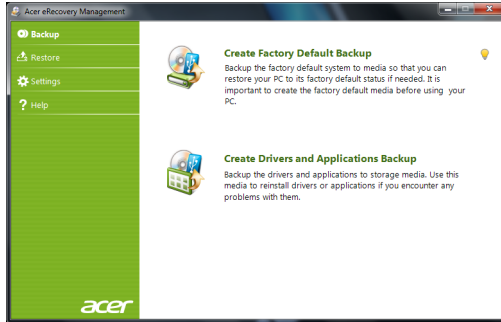 Acer eRecovery Management
Backup
Restore
Settings
Help
Create Factory Default Backup
Backup the factory default system to media so that you can
restore your PC to its factory default status if needed. It is
important to create the factory default media before using your
PC.
Create Drivers and Applications Backup
Backup the drivers and applications to storage media. Use this
media to reinstall drivers or applications if you encounter any
problems with them.
acer